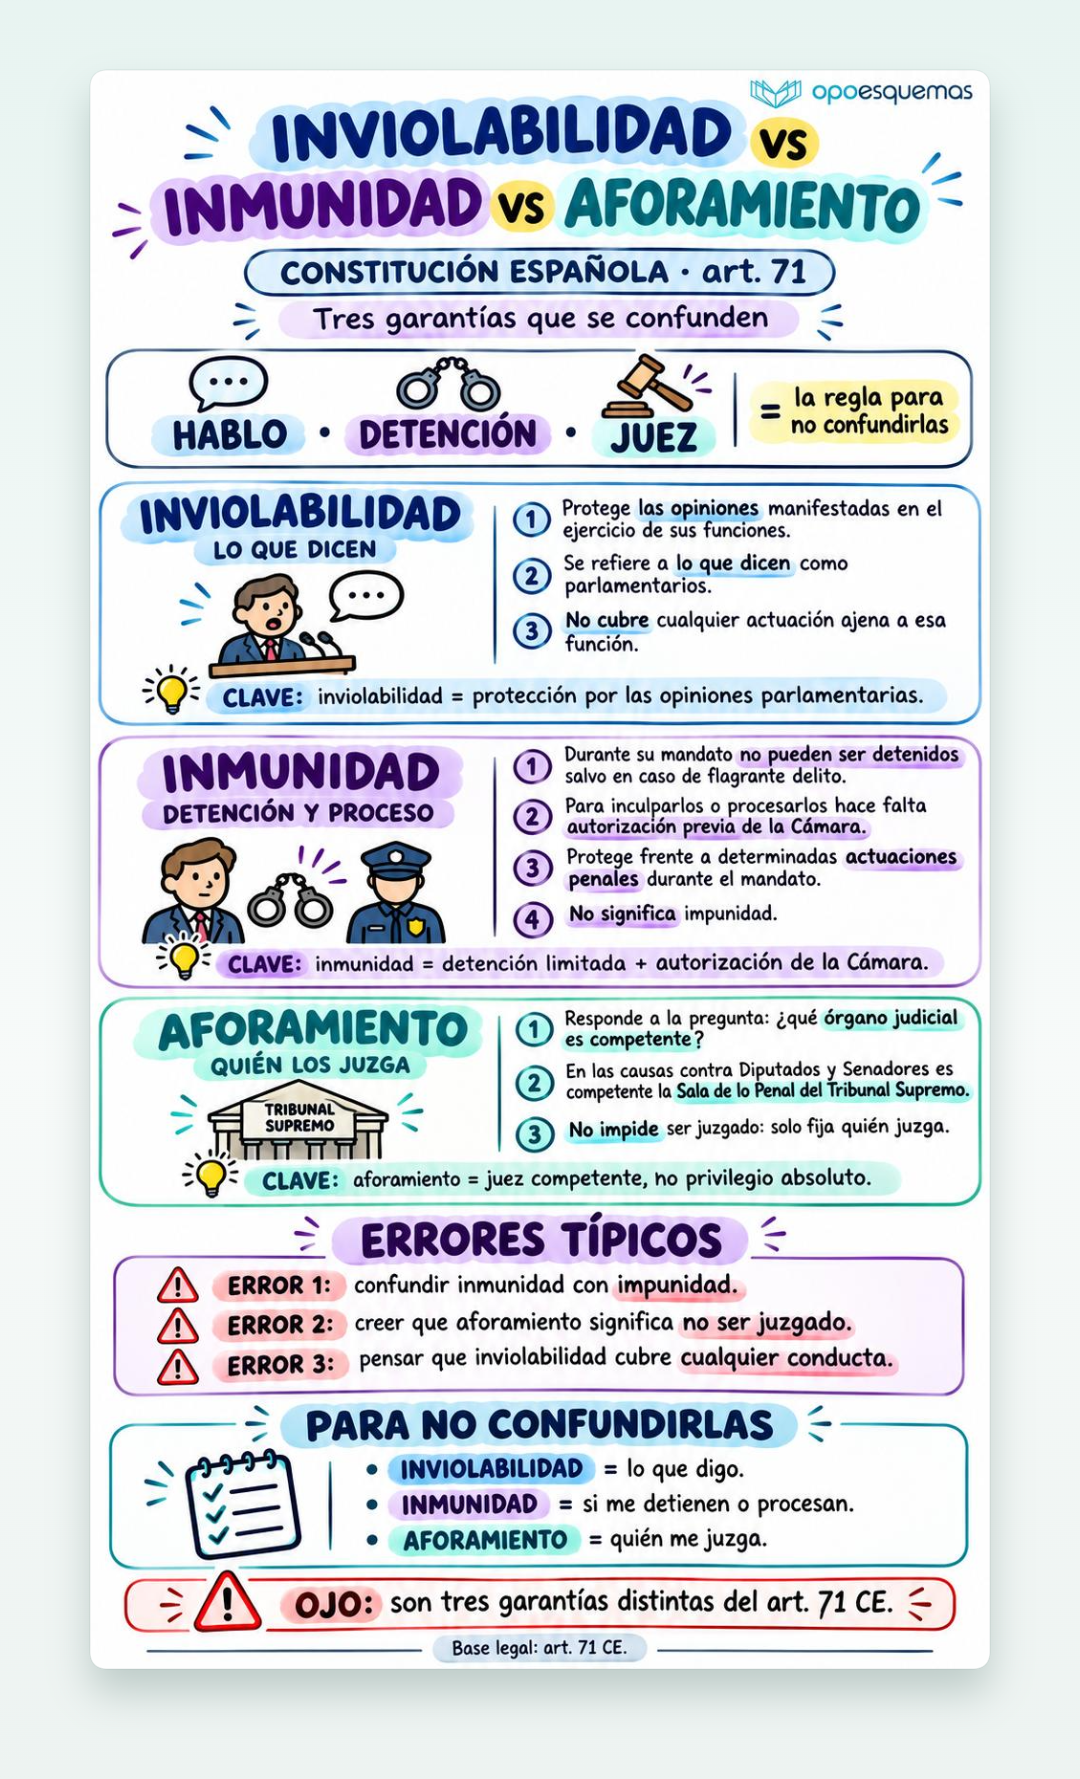 opoesquemas
INVIOLABILIDAD VS
INMUNIDAD VS AFORAMIENTO
CONSTITUCIÓN ESPAÑOLA · art. 71
Tres garantías que se confunden
HABLO · DETENCIÓN · JUEZ
= la regla para
no confundirlas
INVIOLABILIDAD
LO QUE DICEN
1 Protege las opiniones manifestadas en el
ejercicio de sus funciones.
2 Se refiere a lo que dicen como
parlamentarios.
3 No cubre cualquier actuación ajena a esa
función.
CLAVE: inviolabilidad = protección por las opiniones parlamentarias.
INMUNIDAD
DETENCIÓN Y PROCESO
1 Durante su mandato no pueden ser detenidos
salvo en caso de flagrante delito.
2 Para inculparlos o procesarlos hace falta
autorización previa de la Cámara.
3 Protege frente a determinadas actuaciones
penales durante el mandato.
4 No significa impunidad.
CLAVE: inmunidad = detención limitada + autorización de la Cámara.
AFORAMIENTO
QUIÉN LOS JUZGA
TRIBUNAL
SUPREMO
1 Responde a la pregunta: ¿qué órgano judicial
es competente?
2 En las causas contra Diputados y Senadores es
competente la Sala de lo Penal del Tribunal Supremo.
3 No impide ser juzgado: solo fija quién juzga.
CLAVE: aforamiento = juez competente, no privilegio absoluto.
ERRORES TÍPICOS
ERROR 1: confundir inmunidad con impunidad.
ERROR 2: creer que aforamiento significa no ser juzgado.
ERROR 3: pensar que inviolabilidad cubre cualquier conducta.
PARA NO CONFUNDIRLAS
• INVIOLABILIDAD = lo que digo.
• INMUNIDAD = si me detienen o procesan.
• AFORAMIENTO = quién me juzga.
OJO: son tres garantías distintas del art. 71 CE.
Base legal: art. 71 CE.